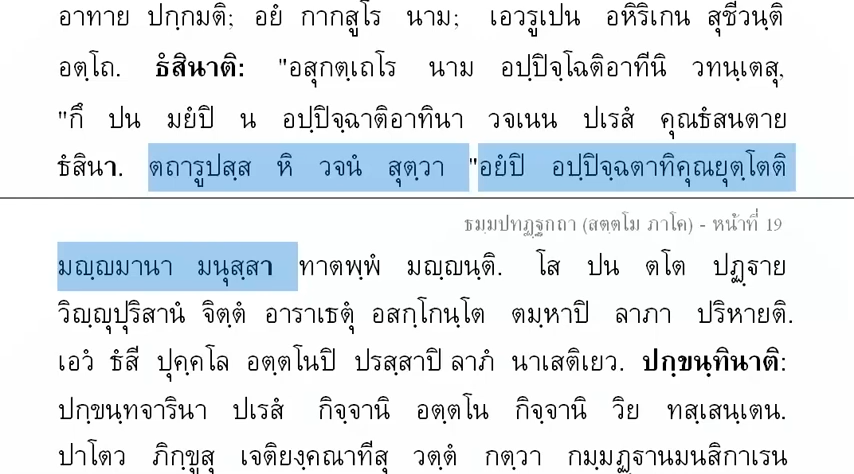 อาทาย ปกฺกมติ; อยํ กากสูโร นาม; เอวรูเปน อหิริเกน สุชีวนฺติ
อตฺโถ. ธํสินาติ: "อสุกตฺเถโร นาม อปฺปิจฺโฉติอาทีนิ วทนฺเตสุ,
"กึ ปน มยํปิ น อปฺปิจฺฉาติอาทินา วจเนน ปเรสํ คุณธํสนตาย
ธํสินา. ตถารูปสฺส หิ วจนํ สุตฺวา "อยํปิ อปฺปิจฺฉตาทิคุณยุตฺโตติ
ธมฺมปทฏฺฐกถา (สตฺตโม ภาโค) - หน้าที่ 19
มญฺญมานา มนุสฺสา ทาตพฺพํ มญฺญนฺติ. โส ปน ตโต ปฏฺฐาย
วิญฺญุปุริสานํ จิตฺตํ อาราเธตุํ อสกฺโกนฺโต ตมฺหาปิ ลาภา ปริหายติ.
เอวํ ธํสี ปุคฺคโล อตฺตโนปิ ปรสฺสาปิ ลาภํ นาเสติเยว. ปกฺขนฺทินาติ:
ปกฺขนฺทจารินา ปเรสํ กิจฺจานิ อตฺตโน กิจฺจานิ วิย ทสฺเสนฺเตน.
ปาโตว ภิกฺขูสุ เจติยงฺคณาทีสุ วตฺตํ กตฺวา กมฺมฏฺฐานมนสิกาเรน